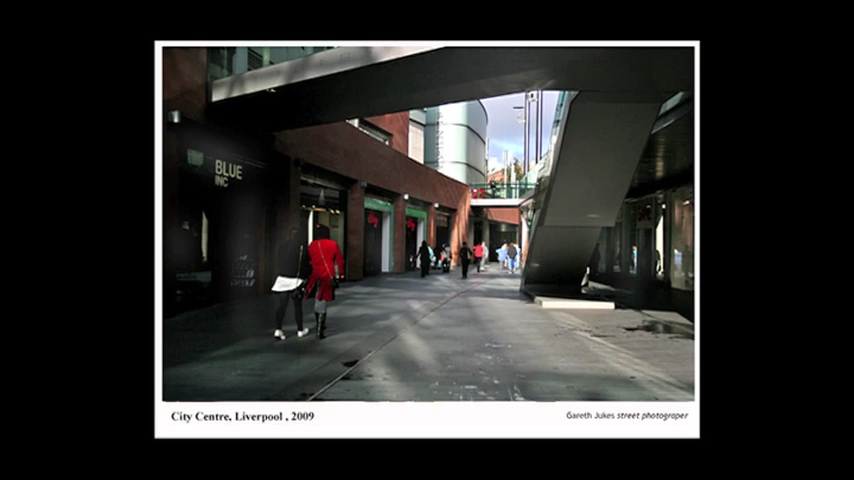 BLUE
INC
City Centre, Liverpool , 2009
Gareth Jukes street photograper